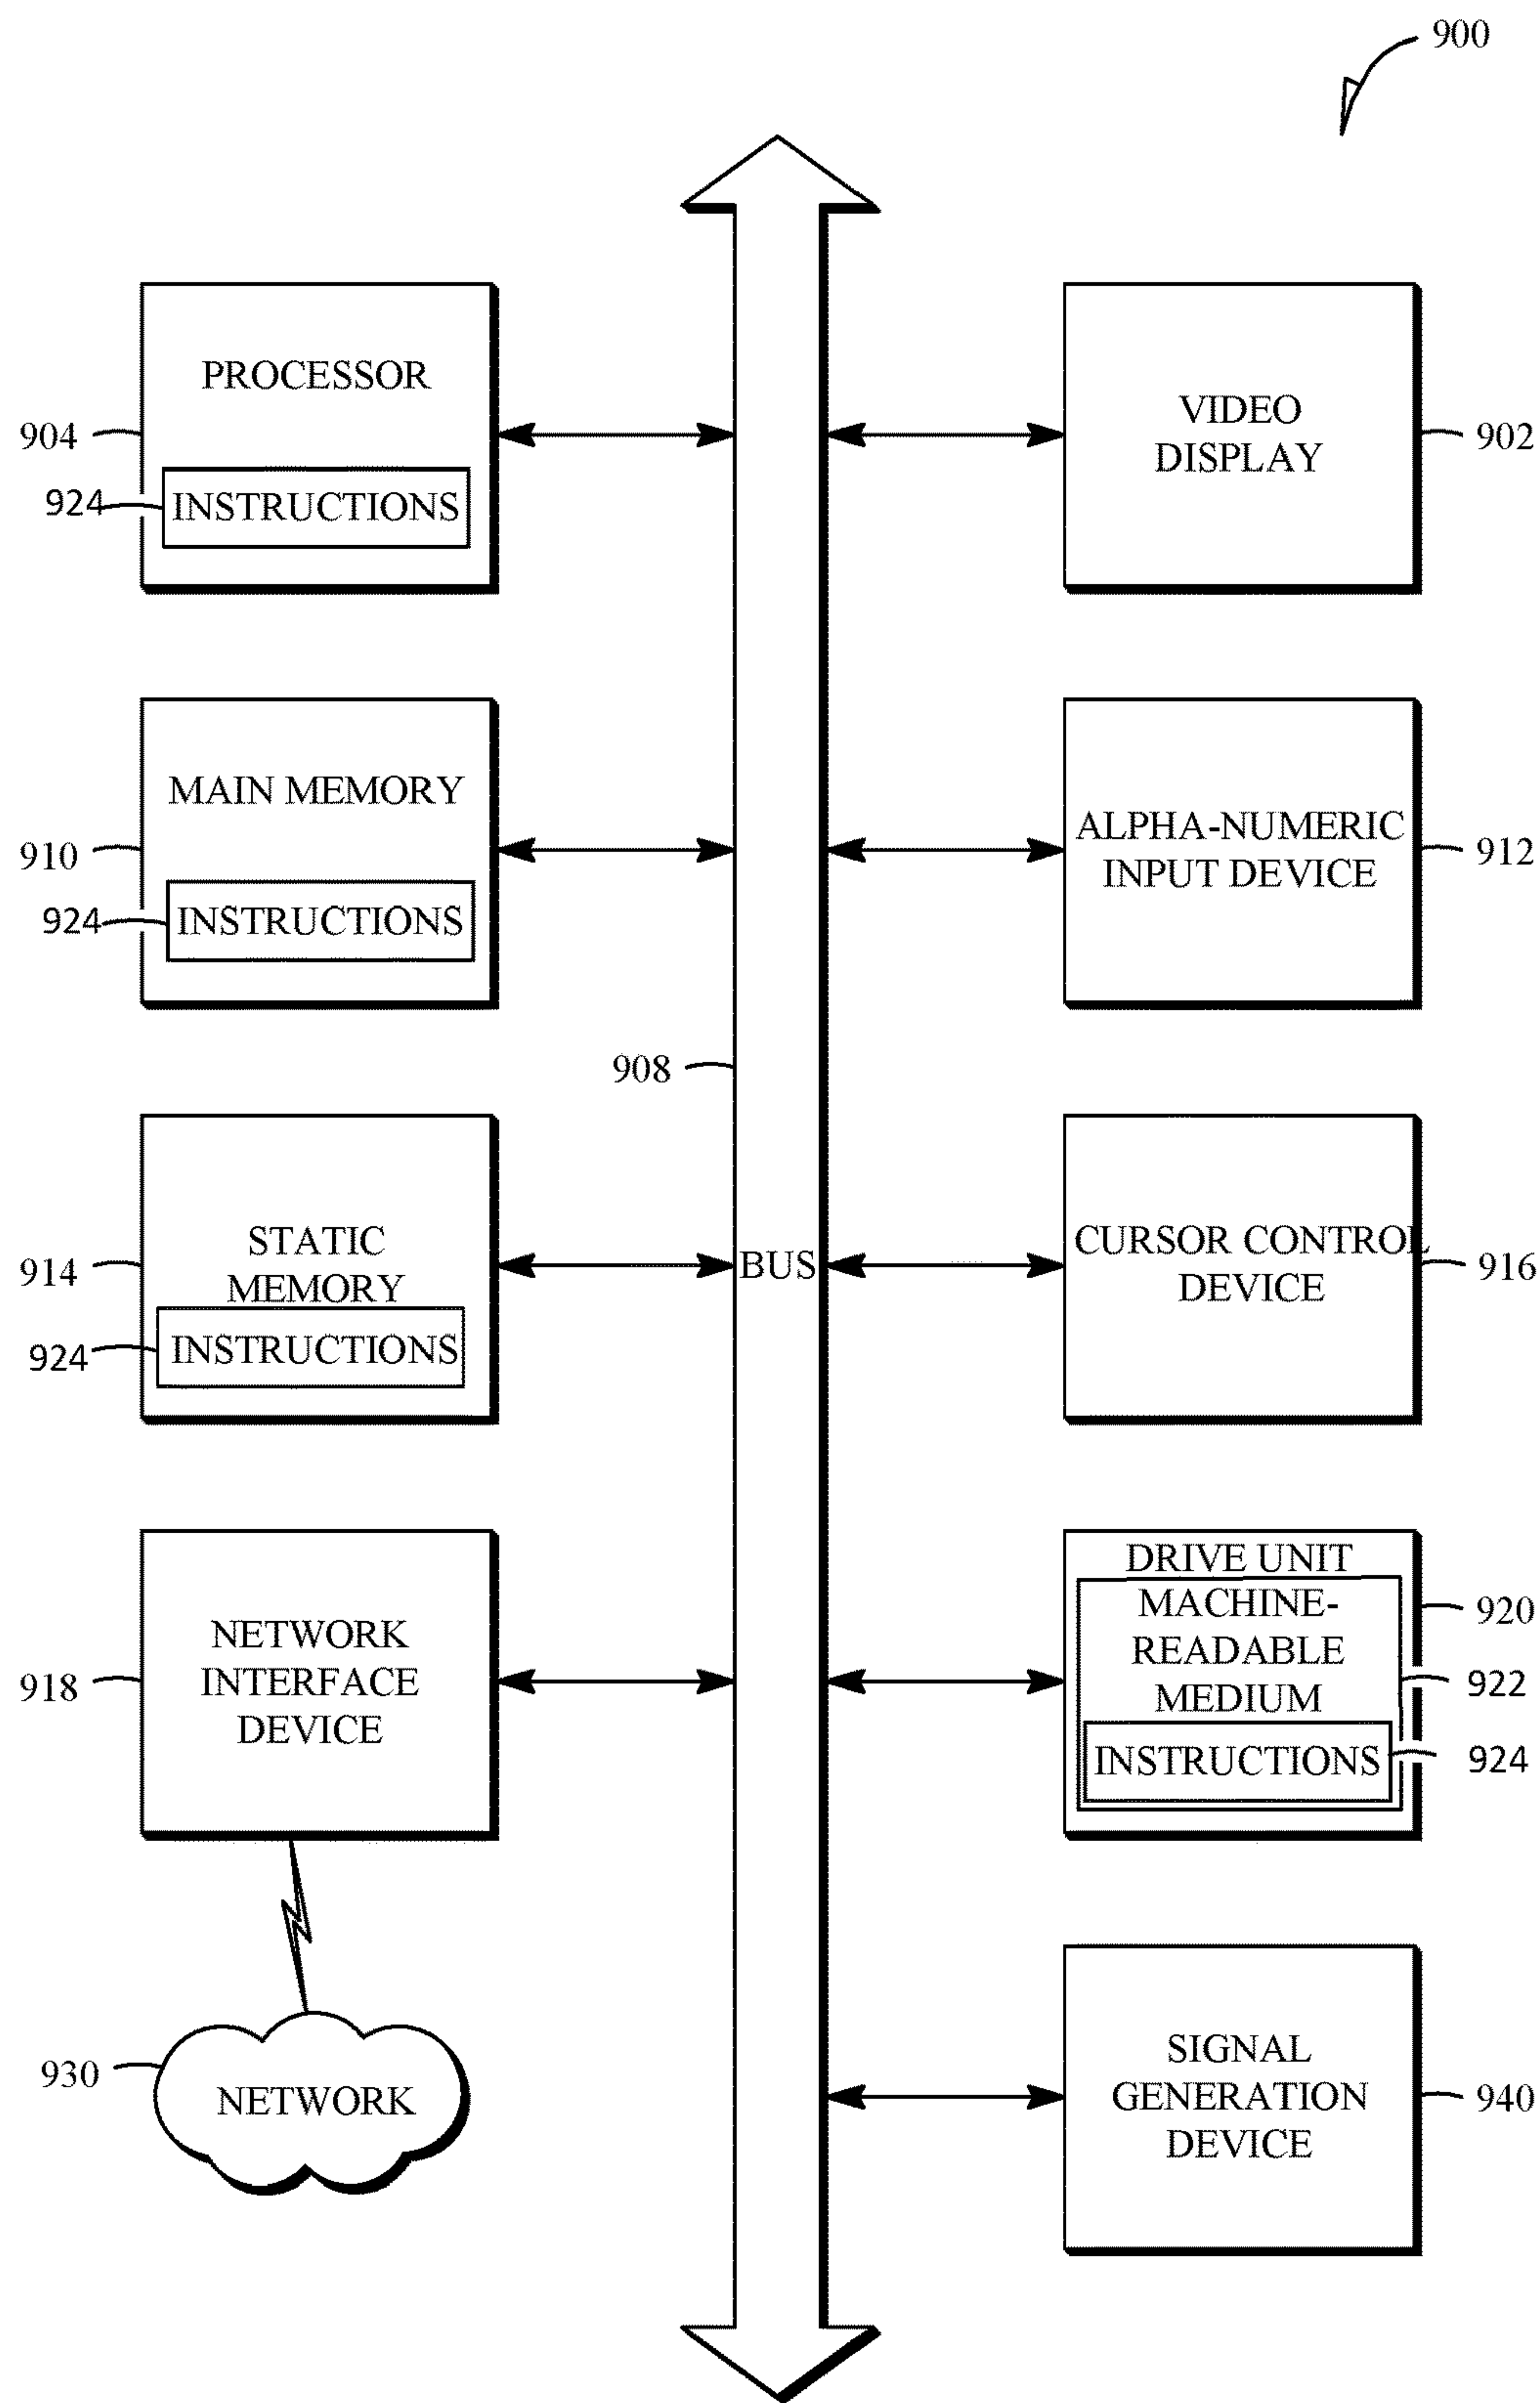 900
PROCESSOR
904
924
INSTRUCTIONS
VIDEO
DISPLAY
902
MAIN MEMORY
910
924
INSTRUCTIONS
ALPHA-NUMERIC
INPUT DEVICE
912
908
BUS
STATIC
MEMORY
914
924
INSTRUCTIONS
CURSOR CONTROL
DEVICE
916
NETWORK
INTERFACE
DEVICE
918
DRIVE UNIT
920
MACHINE-
READABLE
MEDIUM
922
INSTRUCTIONS
924
930
NETWORK
SIGNAL
GENERATION
DEVICE
940